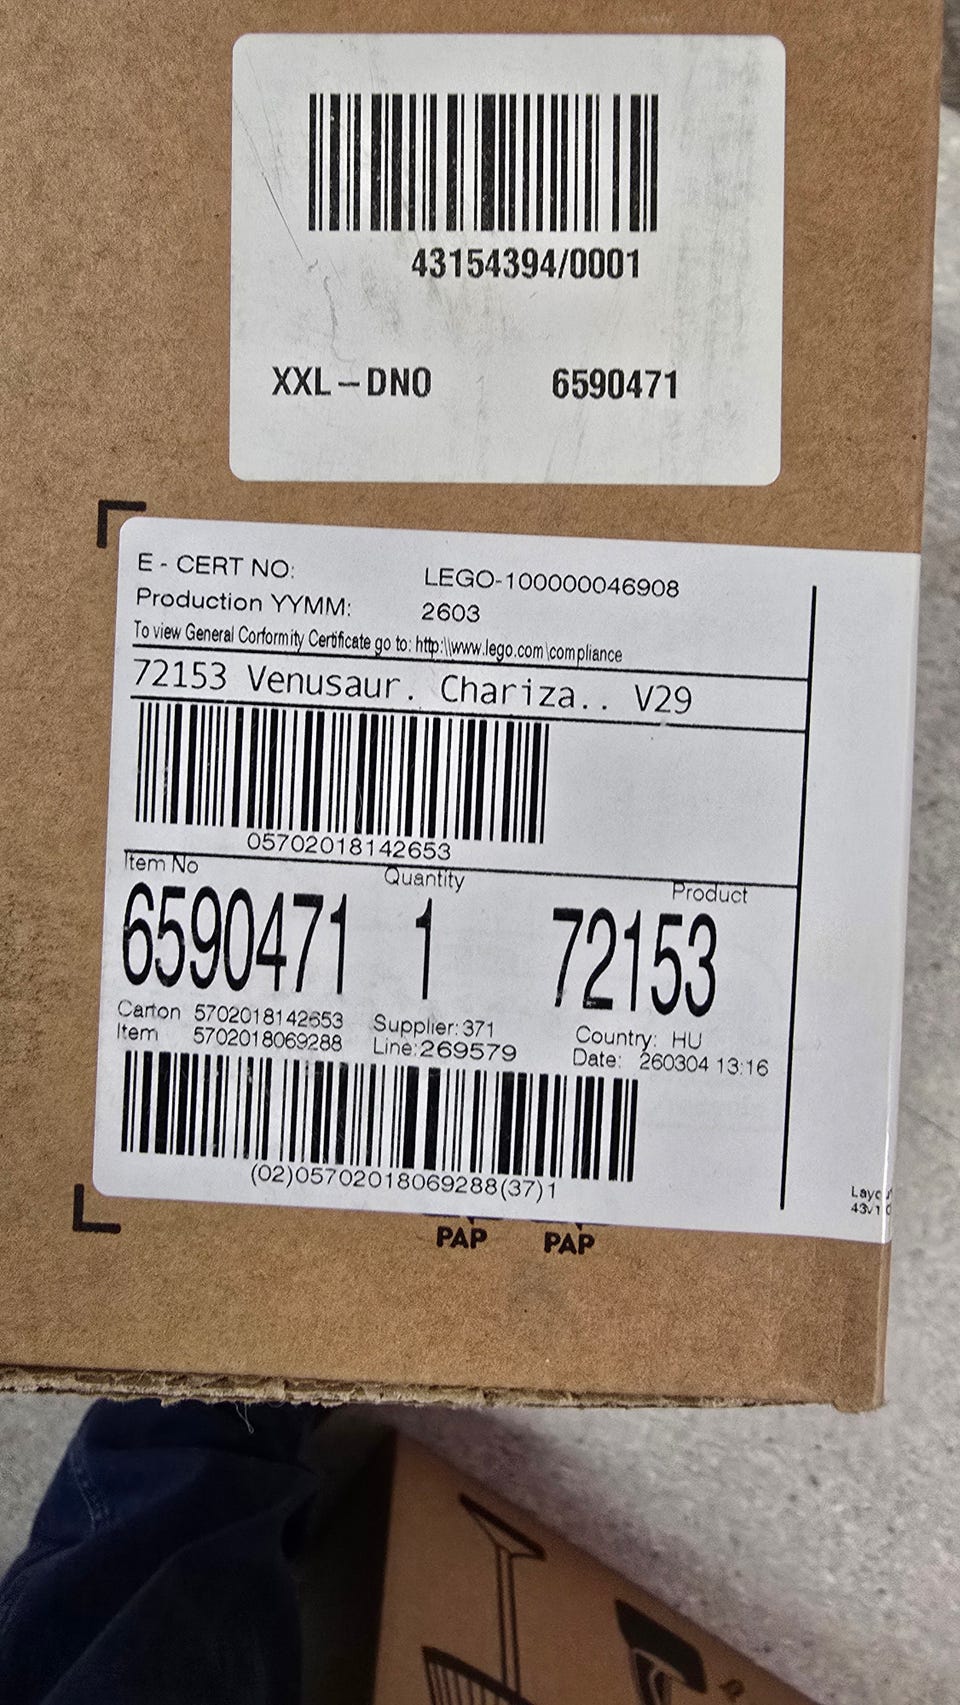 43154394/0001
XXL-DNO 6590471
E - CERT NO: LEGO-100000046908
Production YYMM: 2603
To view General Corformity Certificate go to: http:\\www.lego.com\compliance
72153 Venusaur. Chariza.. V29
05702018142653
Item No Quantity Product
6590471 1 72153
Carton 5702018142653 Supplier:371 Country: HU
Item 5702018069288 Line:269579 Date: 260304 13:16
(02)05702018069288(37)1
PAP PAP